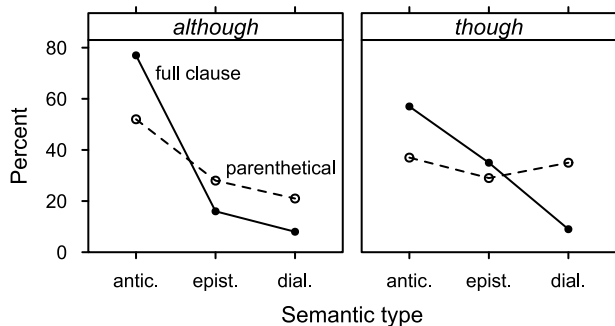 although
though
80
60
40
20
0
Percent
full clause
parenthetical
antic. epist. dial.
antic. epist. dial.
Semantic type